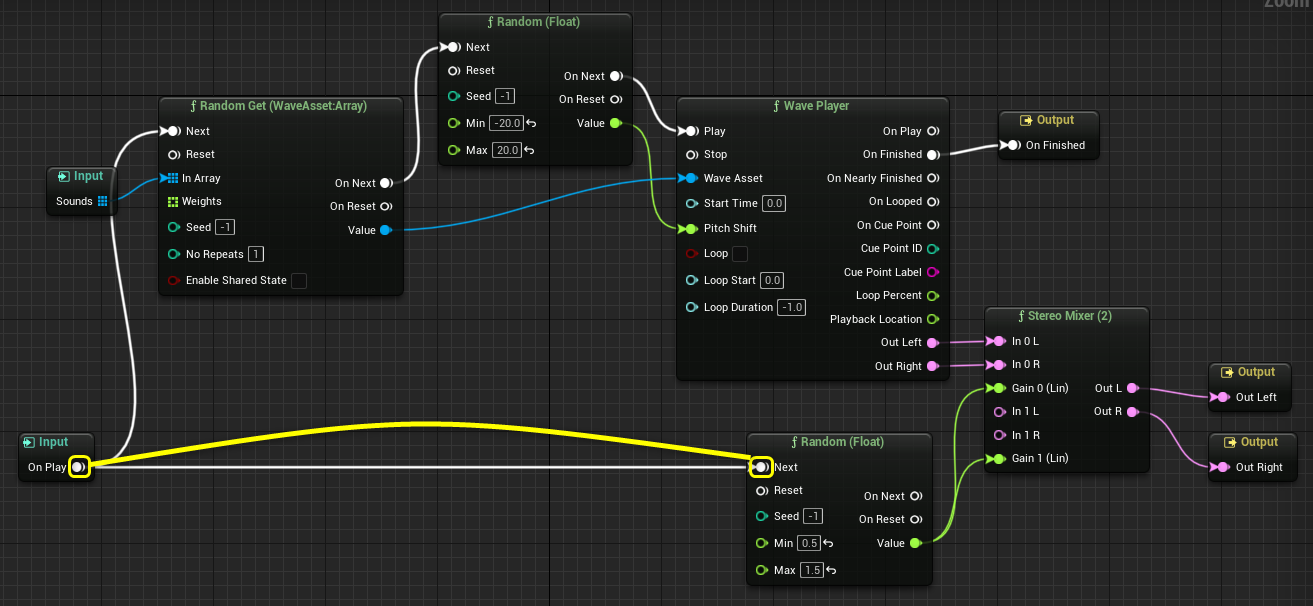 Zoom
ƒ Random (Float)
Next
Reset
On Next
Seed -1
On Reset
Min -20.0
Value
Max 20.0
ƒ Random Get (WaveAsset:Array)
Next
Reset
In Array
On Next
Weights
On Reset
Seed -1
Value
No Repeats 1
Enable Shared State
Input
Sounds
ƒ Wave Player
Play
On Play
Stop
On Finished
Wave Asset
On Nearly Finished
Start Time 0.0
On Looped
Pitch Shift
On Cue Point
Loop
Cue Point ID
Cue Point Label
Loop Start 0.0
Loop Percent
Loop Duration -1.0
Playback Location
Out Left
Out Right
Output
On Finished
ƒ Stereo Mixer (2)
In 0 L
In 0 R
Gain 0 (Lin)
Out L
In 1 L
Out R
In 1 R
Gain 1 (Lin)
Output
Out Left
Output
Out Right
Input
On Play
ƒ Random (Float)
Next
Reset
On Next
Seed -1
On Reset
Min 0.5
Value
Max 1.5